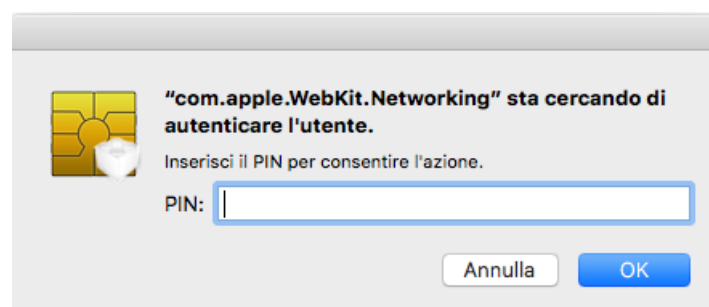 “com.apple.WebKit.Networking” sta cercando di
autenticare l'utente.
Inserisci il PIN per consentire l'azione.
PIN:
Annulla
OK